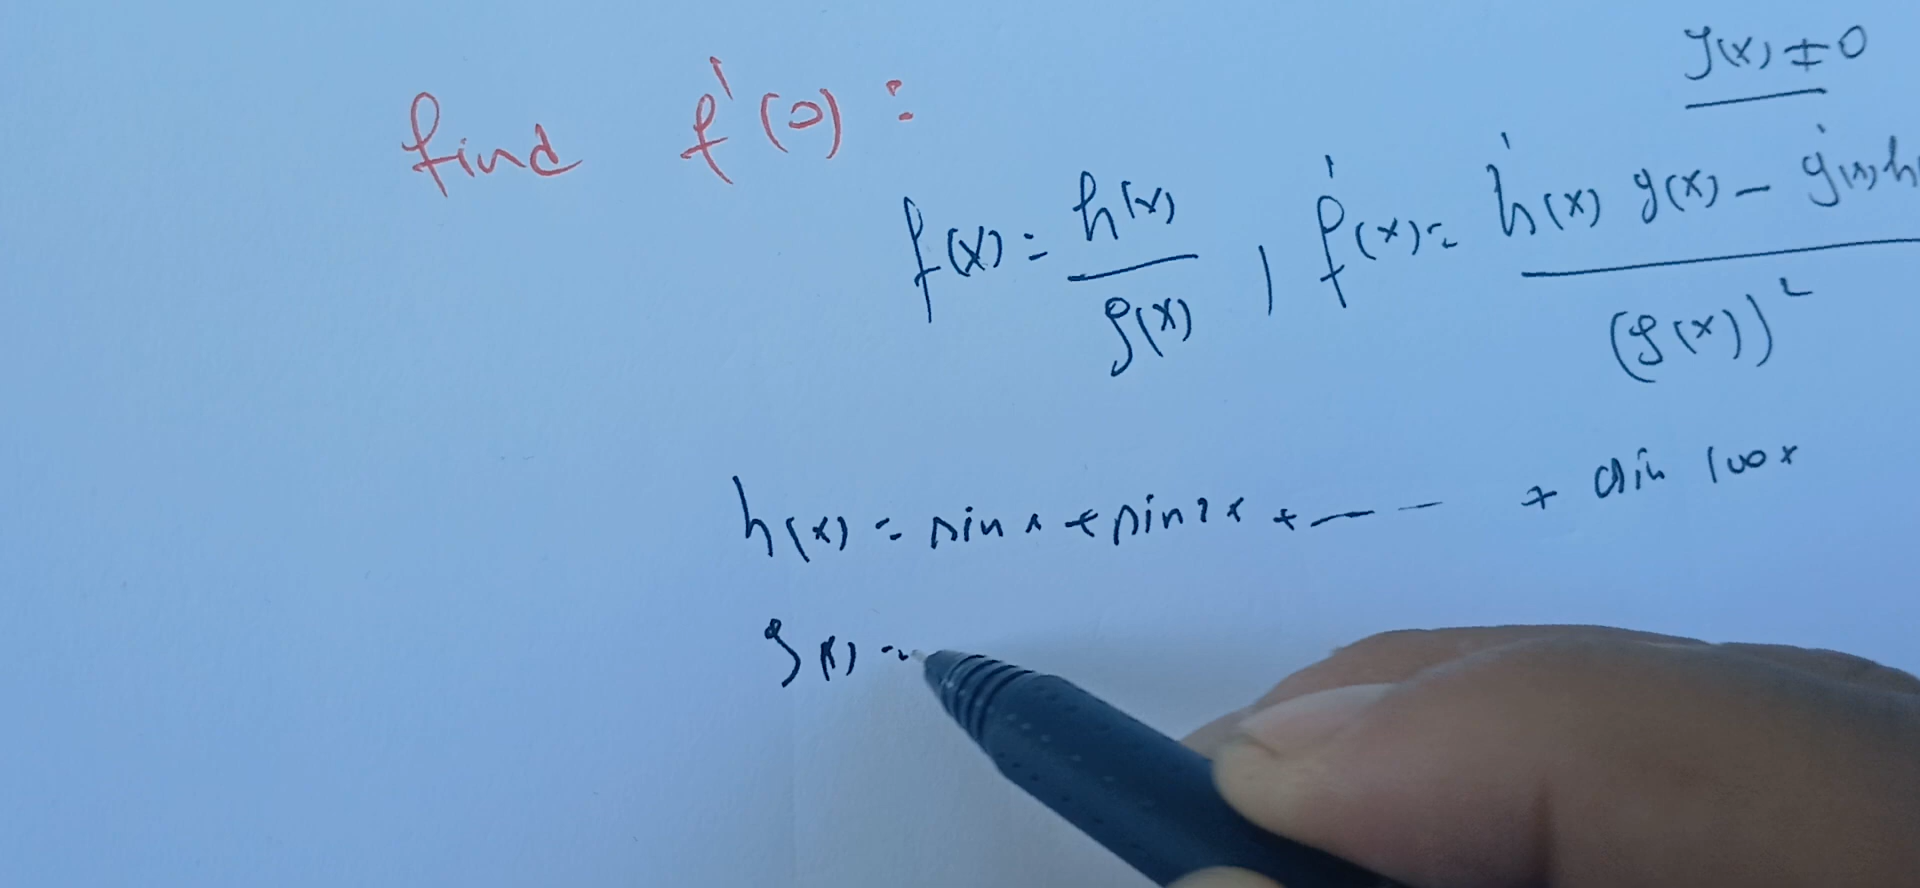 find f'(0):
g(x) ≠ 0
f(x) = h(x) / g(x) , f'(x) = h'(x) g(x) - g'(x) h / (g(x))²
h(x) = sin x + sin 2x + --- - + sin 100x
g(x) =